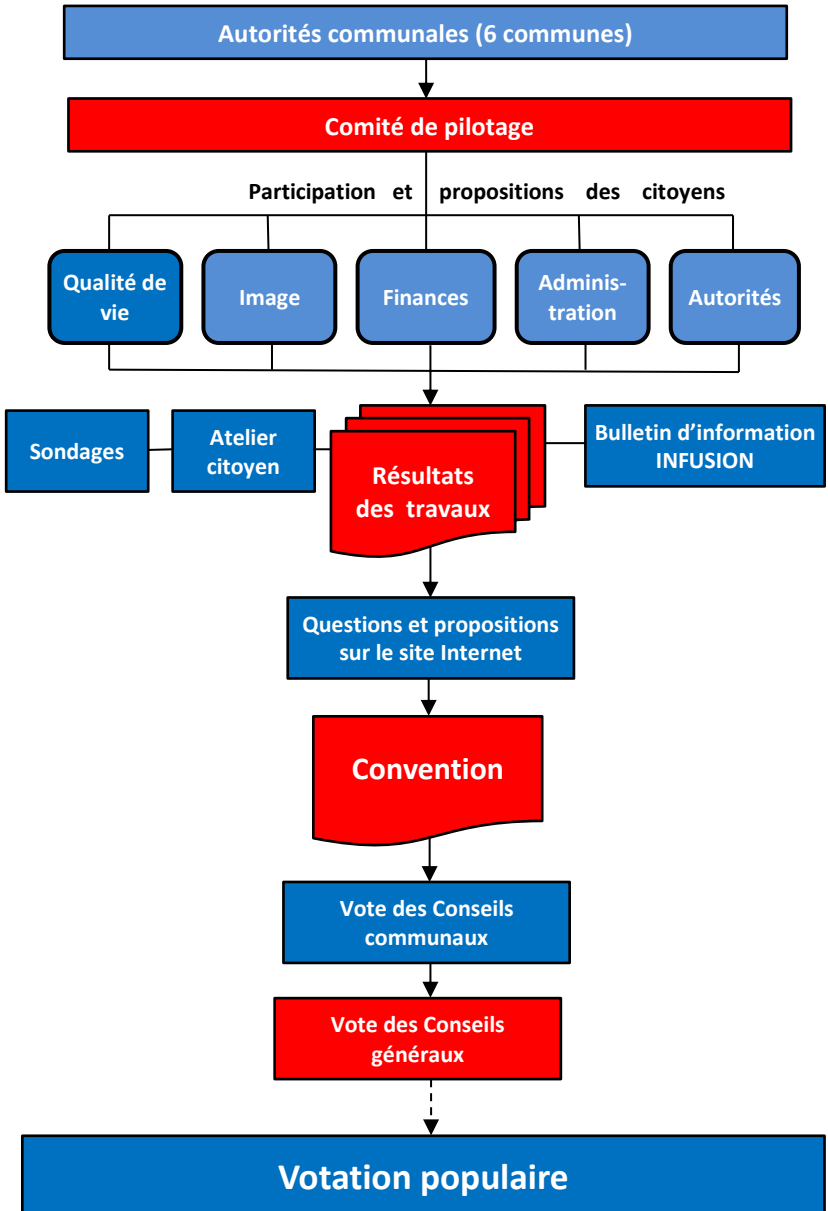 Autorités communales (6 communes)
Comité de pilotage
Participation et propositions des citoyens
Qualité de
vie
Image
Finances
Adminis-
tration
Autorités
Sondages
Atelier
citoyen
Résultats
des travaux
Bulletin d’information
INFUSION
Questions et propositions
sur le site Internet
Convention
Vote des Conseils
communaux
Vote des Conseils
généraux
Votation populaire